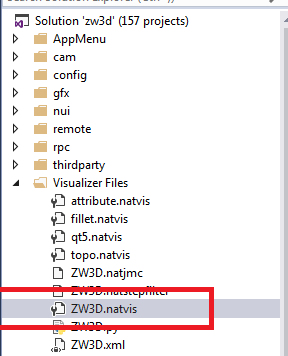 Solution 'zw3d' (157 projects)
AppMenu
cam
config
gfx
nui
remote
rpc
thirdparty
Visualizer Files
attribute.natvis
fillet.natvis
qt5.natvis
topo.natvis
ZW3D.natjmc
ZW3D.natstepfilter
ZW3D.natvis
ZW3D.py
ZW3D.xml